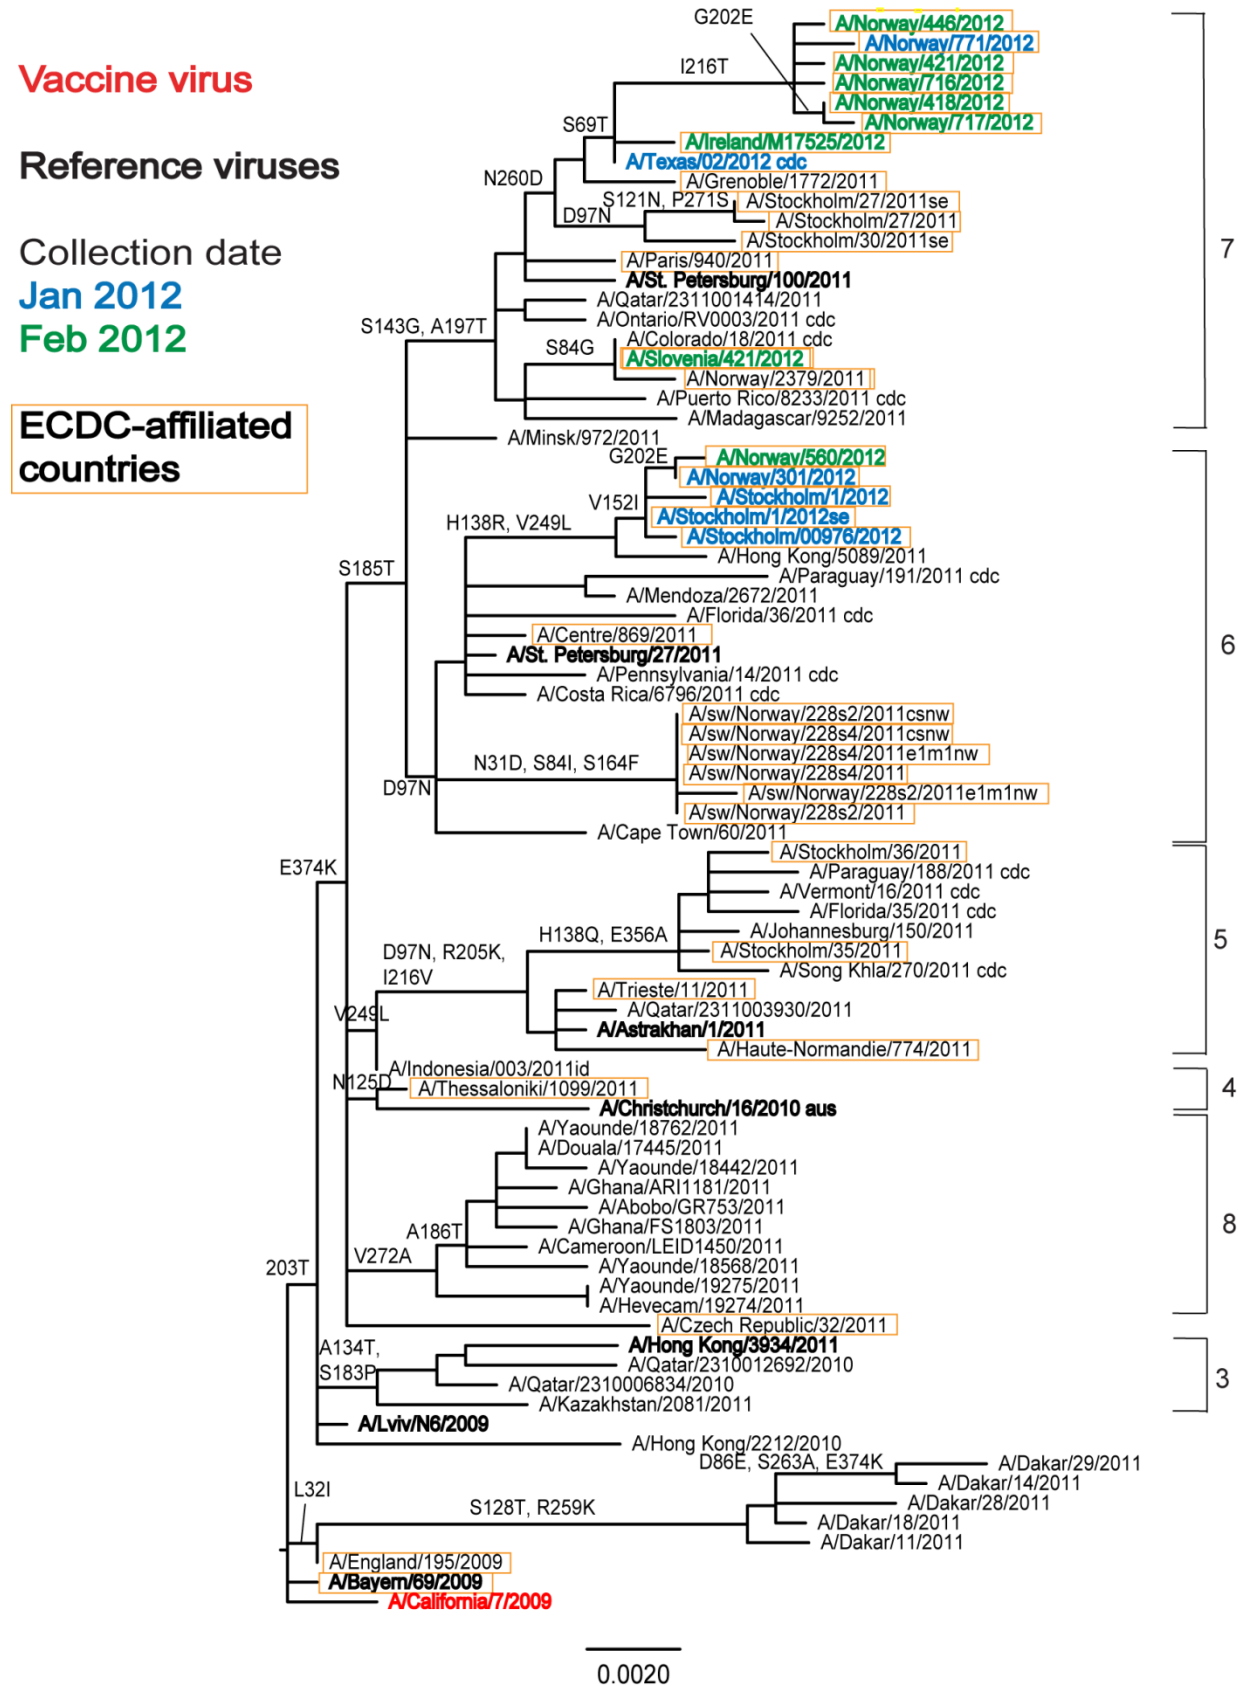 Vaccine virus
Reference viruses
Collection date
Jan 2012
Feb 2012
ECDC-affiliated
countries
G202E
A/Norway/446/2012
A/Norway/771/2012
A/Norway/421/2012
I216T
A/Norway/716/2012
A/Norway/418/2012
A/Norway/717/2012
S69T
A/Ireland/M17525/2012
A/Texas/02/2012 cdc
N260D
A/Grenoble/1772/2011
S121N, P271S
A/Stockholm/27/2011se
D97N
A/Stockholm/27/2011
A/Stockholm/30/2011se
7
A/Paris/940/2011
A/St. Petersburg/100/2011
A/Qatar/2311001414/2011
A/Ontario/RV0003/2011 cdc
S143G, A197T
A/Colorado/18/2011 cdc
S84G
A/Slovenia/421/2012
A/Norway/2379/2011
A/Puerto Rico/8233/2011 cdc
A/Madagascar/9252/2011
A/Minsk/972/2011
G202E
A/Norway/560/2012
A/Norway/301/2012
V152I
A/Stockholm/1/2012
A/Stockholm/1/2012se
H138R, V249L
A/Stockholm/00976/2012
A/Hong Kong/5089/2011
S185T
A/Paraguay/191/2011 cdc
A/Mendoza/2672/2011
A/Florida/36/2011 cdc
A/Centre/869/2011
6
A/St. Petersburg/27/2011
A/Pennsylvania/14/2011 cdc
A/Costa Rica/6796/2011 cdc
A/sw/Norway/228s2/2011csnw
A/sw/Norway/228s4/2011csnw
A/sw/Norway/228s4/2011e1m1nw
N31D, S84I, S164F
A/sw/Norway/228s4/2011
D97N
A/sw/Norway/228s2/2011e1m1nw
A/sw/Norway/228s2/2011
A/Cape Town/60/2011
A/Stockholm/36/2011
E374K
A/Paraguay/188/2011 cdc
A/Vermont/16/2011 cdc
A/Florida/35/2011 cdc
H138Q, E356A
A/Johannesburg/150/2011
5
D97N, R205K,
I216V
A/Stockholm/35/2011
A/Song Khla/270/2011 cdc
A/Trieste/11/2011
V249L
A/Qatar/2311003930/2011
A/Astrakhan/1/2011
A/Haute-Normandie/774/2011
A/Indonesia/003/2011id
N125D
A/Thessaloniki/1099/2011
4
A/Christchurch/16/2010 aus
A/Yaounde/18762/2011
A/Douala/17445/2011
A/Yaounde/18442/2011
A/Ghana/ARI1181/2011
A/Abobo/GR753/2011
A186T
A/Ghana/FS1803/2011
8
A/Cameroon/LEID1450/2011
V272A
A/Yaounde/18568/2011
203T
A/Yaounde/19275/2011
A/Hevecam/19274/2011
A/Czech Republic/32/2011
A134T,
S183P
A/Hong Kong/3934/2011
A/Qatar/2310012692/2010
3
A/Qatar/2310006834/2010
A/Kazakhstan/2081/2011
A/Lviv/N6/2009
A/Hong Kong/2212/2010
D86E, S263A, E374K
A/Dakar/29/2011
A/Dakar/14/2011
L32I
S128T, R259K
A/Dakar/28/2011
A/Dakar/18/2011
A/Dakar/11/2011
A/England/195/2009
A/Bayern/69/2009
A/California/7/2009
0.0020